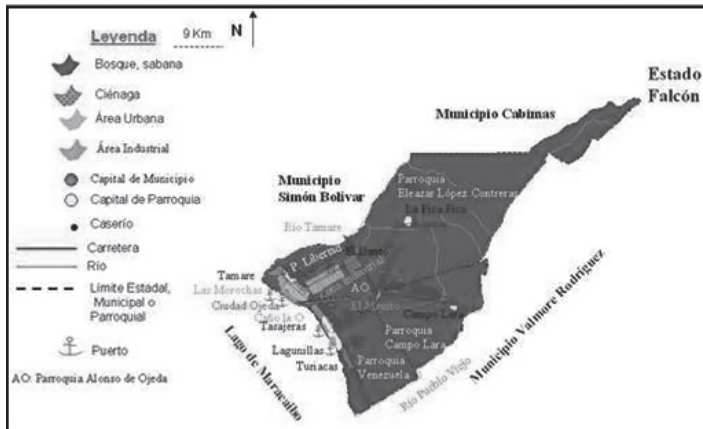 Leyenda
9 Km
N
Bosque, sabana
Ciénaga
Área Urbana
Área Industrial
Capital de Municipio
Capital de Parroquia
Caserío
Carretera
Río
Límite Estadal,
Municipal o
Parroquial
Puerto
AO: Parroquia Alonso de Ojeda
Estado
Falcón
Municipio Cabimas
Municipio
Simón Bolívar
Parroquia
Eleazar López Contreras
La Pica Pica
Río Tamare
El Danto
P. Libertad
Tamare
Las Morochas
Ciudad Ojeda
Caño la O
AO
El Menito
Campo Lara
Tasajeras
Lagunillas
Turiacas
Parroquia
Campo Lara
Parroquia
Venezuela
Lago de Maracaibo
Río Pueblo Viejo
Municipio Valmore Rodríguez